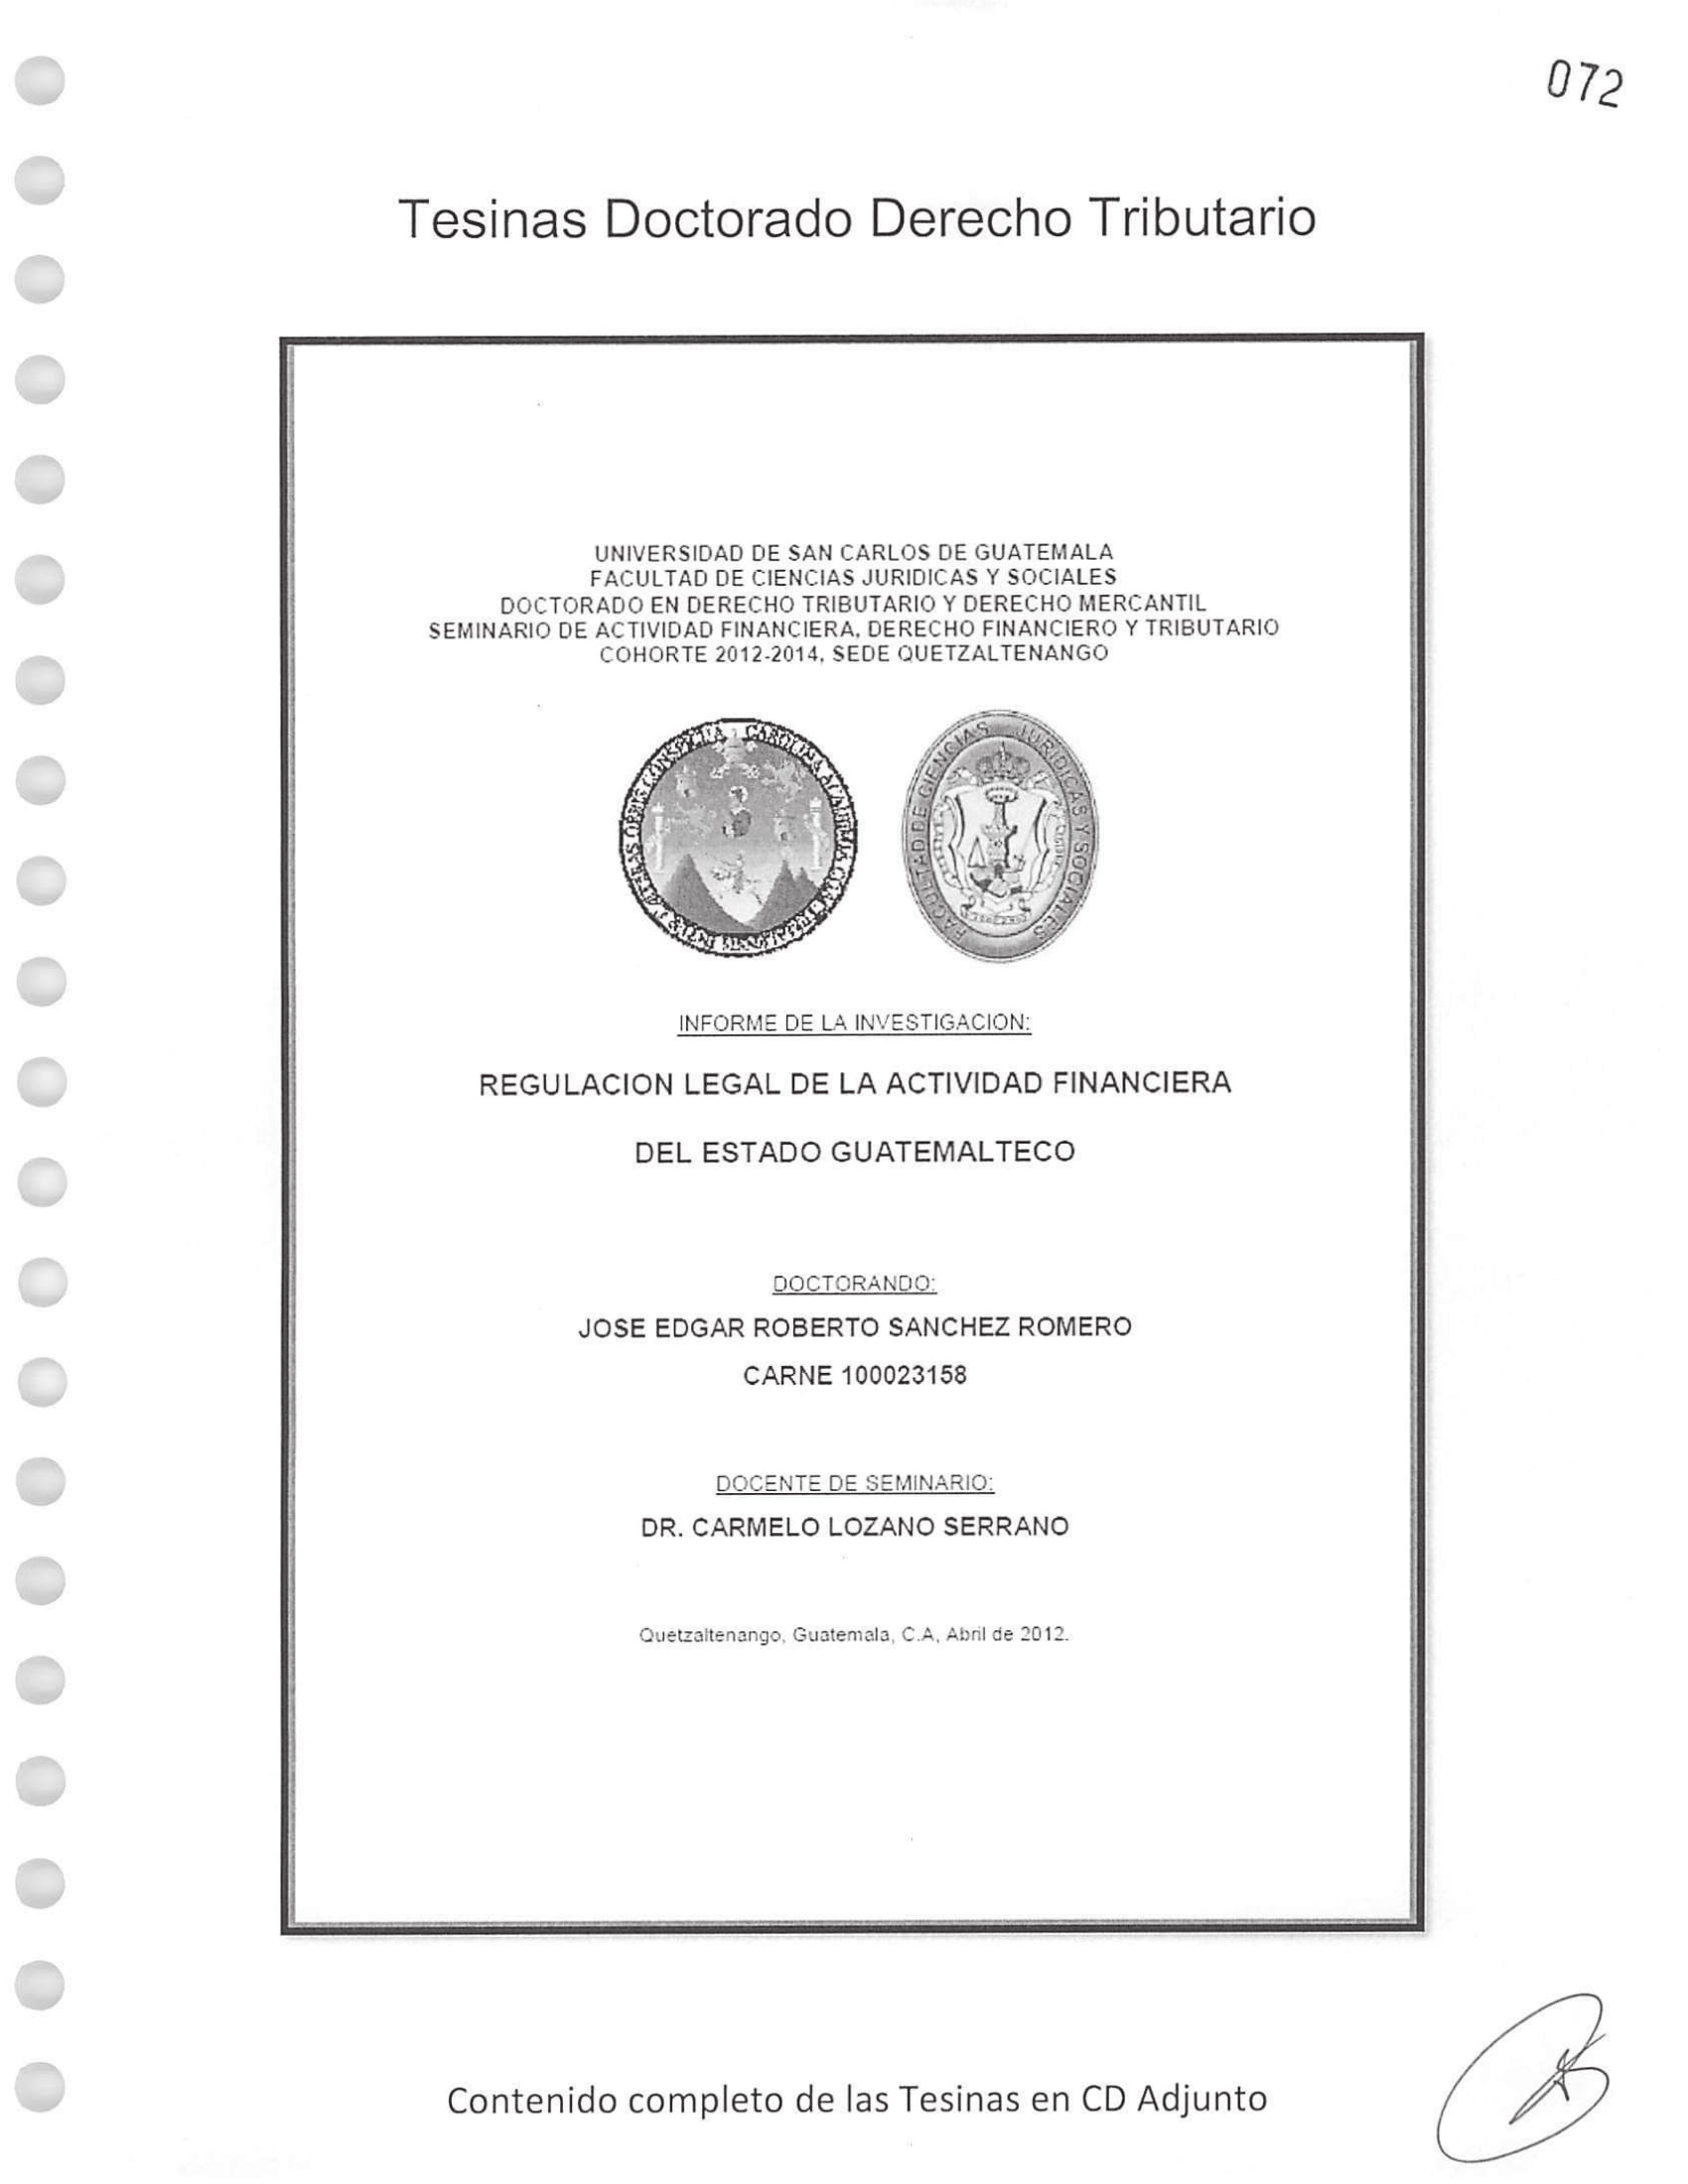 072
Tesinas Doctorado Derecho Tributario
UNIVERSIDAD DE SAN CARLOS DE GUATEMALA
FACULTAD DE CIENCIAS JURIDICAS Y SOCIALES
DOCTORADO EN DERECHO TRIBUTARIO Y DERECHO MERCANTIL
SEMINARIO DE ACTIVIDAD FINANCIERA, DERECHO FINANCIERO Y TRIBUTARIO
COHORTE 2012-2014, SEDE QUETZALTENANGO
FACULTAD DE CIENCIAS JURIDICAS Y SOCIALES
INFORME DE LA INVESTIGACION:
REGULACION LEGAL DE LA ACTIVIDAD FINANCIERA
DEL ESTADO GUATEMALTECO
DOCTORANDO:
JOSE EDGAR ROBERTO SANCHEZ ROMERO
CARNE 100023158
DOCENTE DE SEMINARIO:
DR. CARMELO LOZANO SERRANO
Quetzaltenango, Guatemala, C.A, Abril de 2012.
Contenido completo de las Tesinas en CD Adjunto